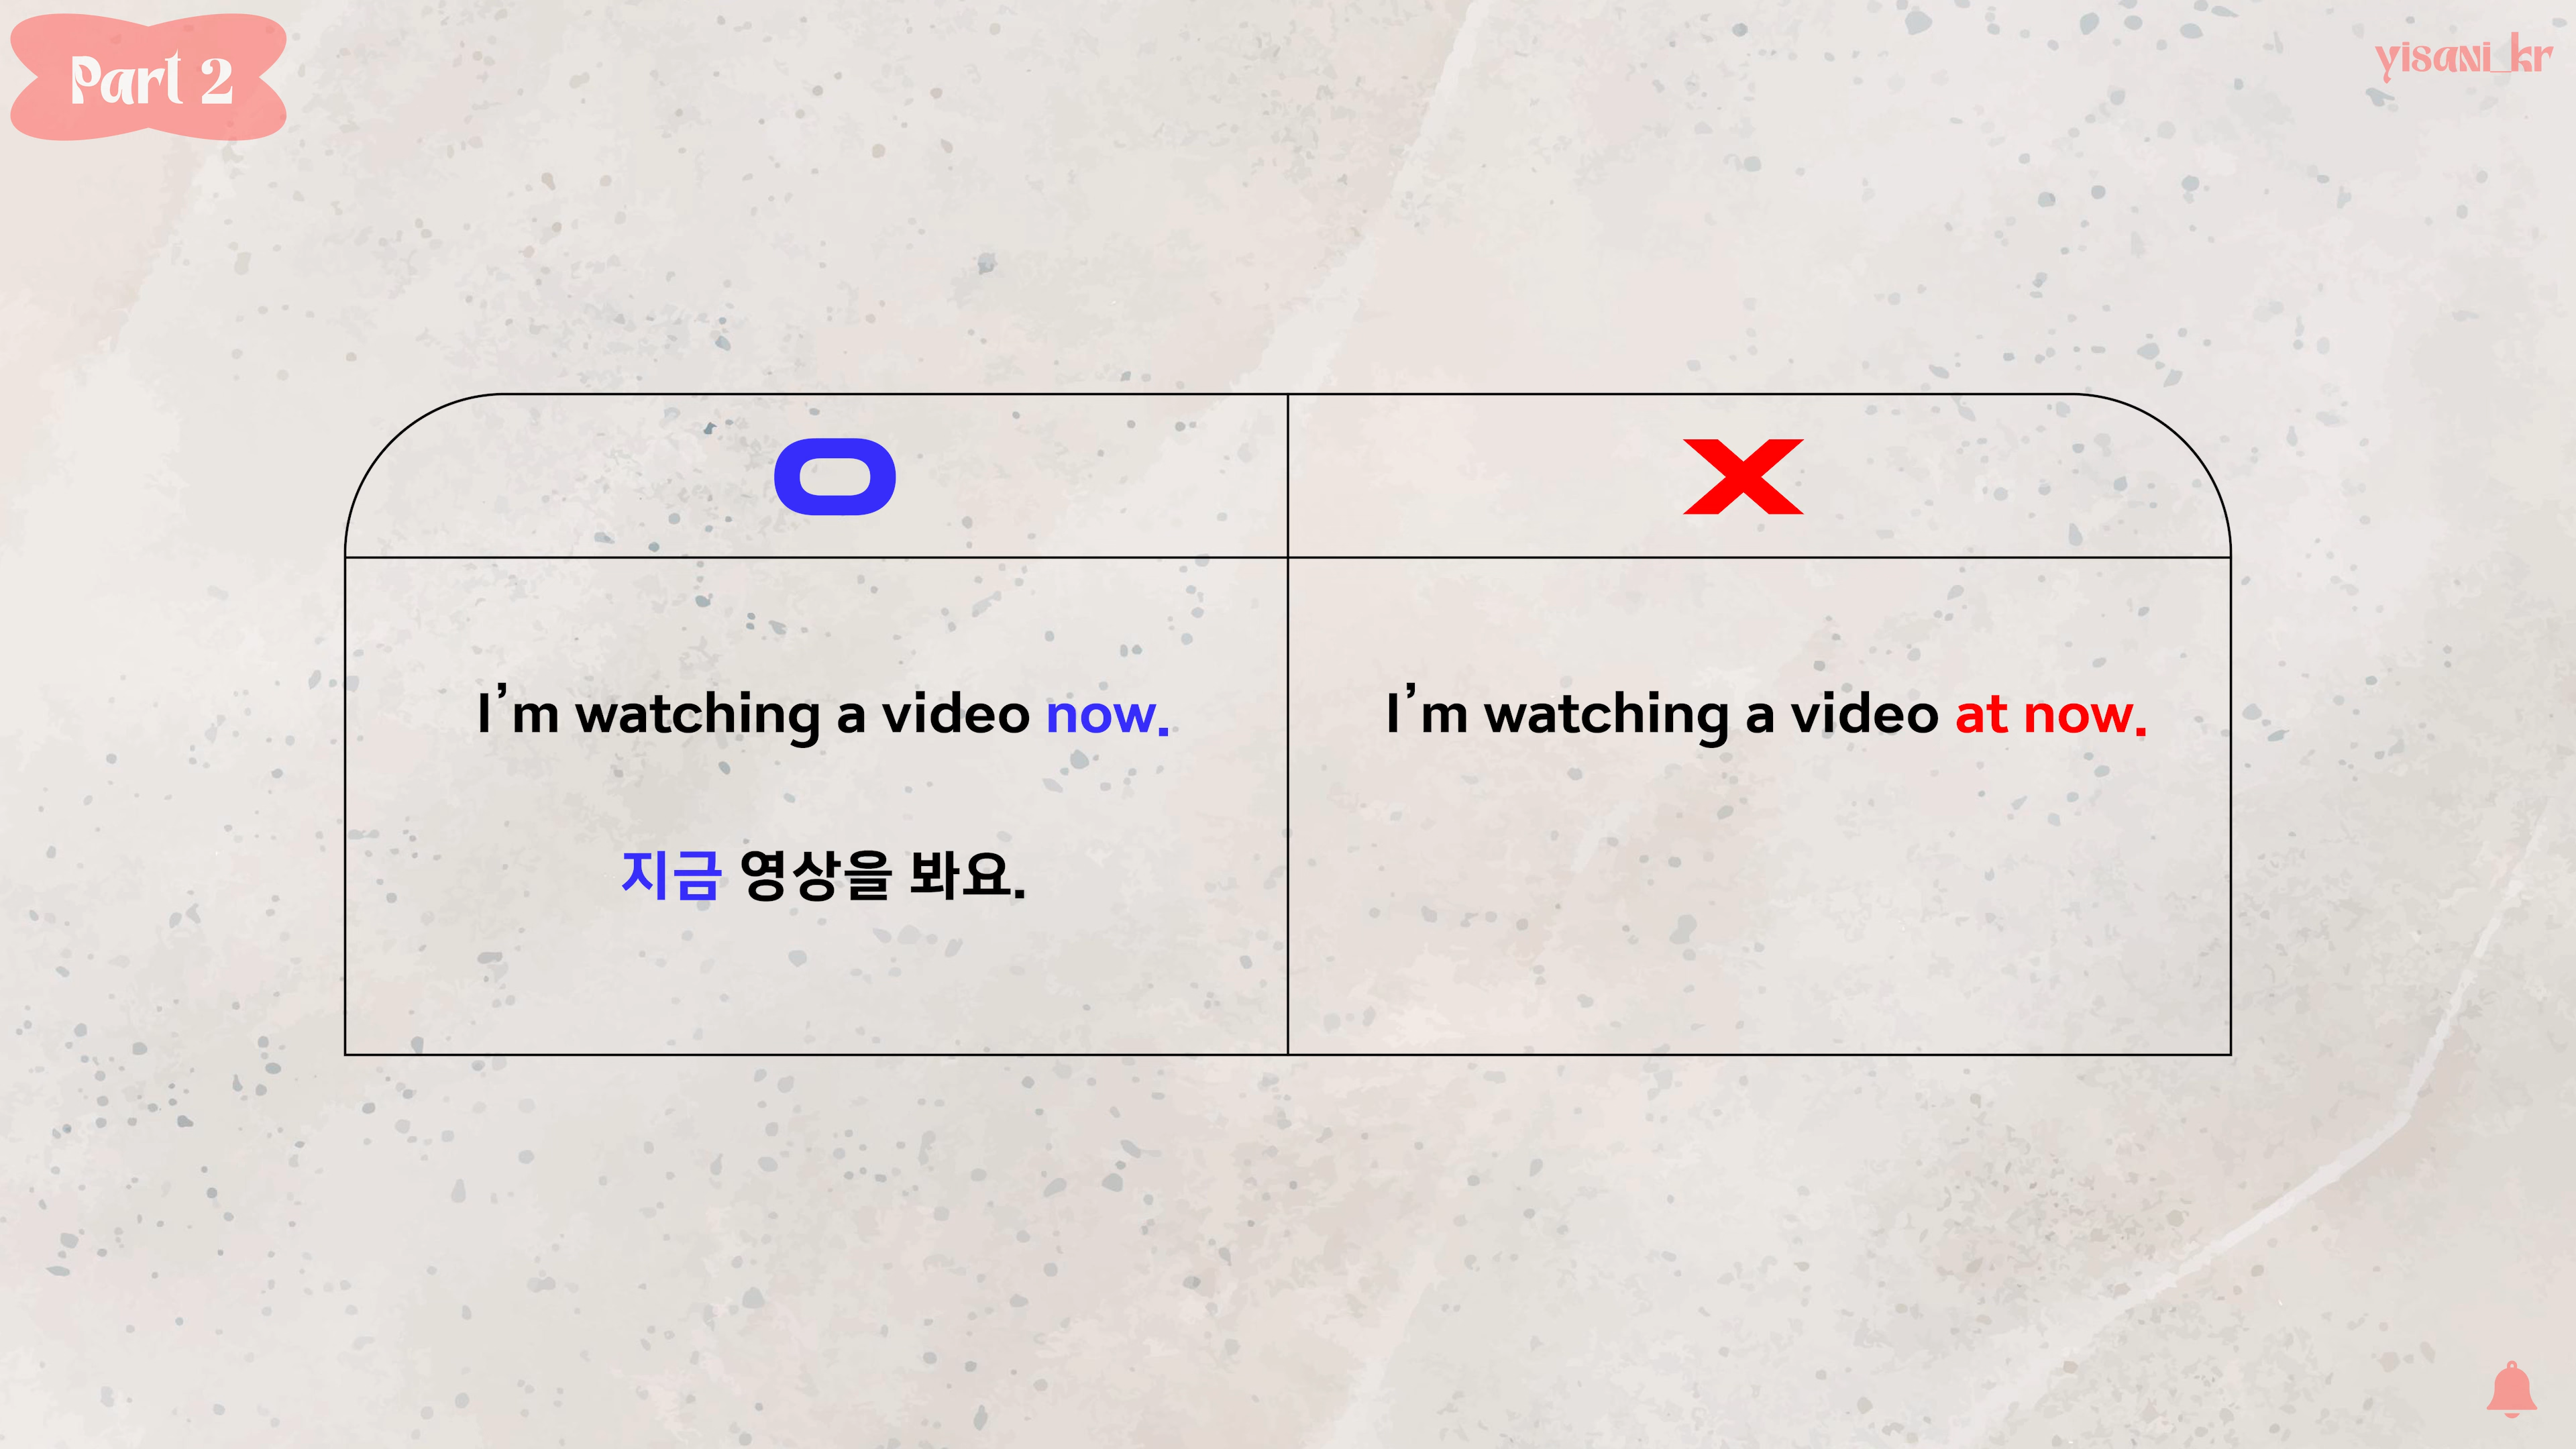 Part 2
yisani_kr
O
X
I’m watching a video now.
지금 영상을 봐요.
I’m watching a video at now.